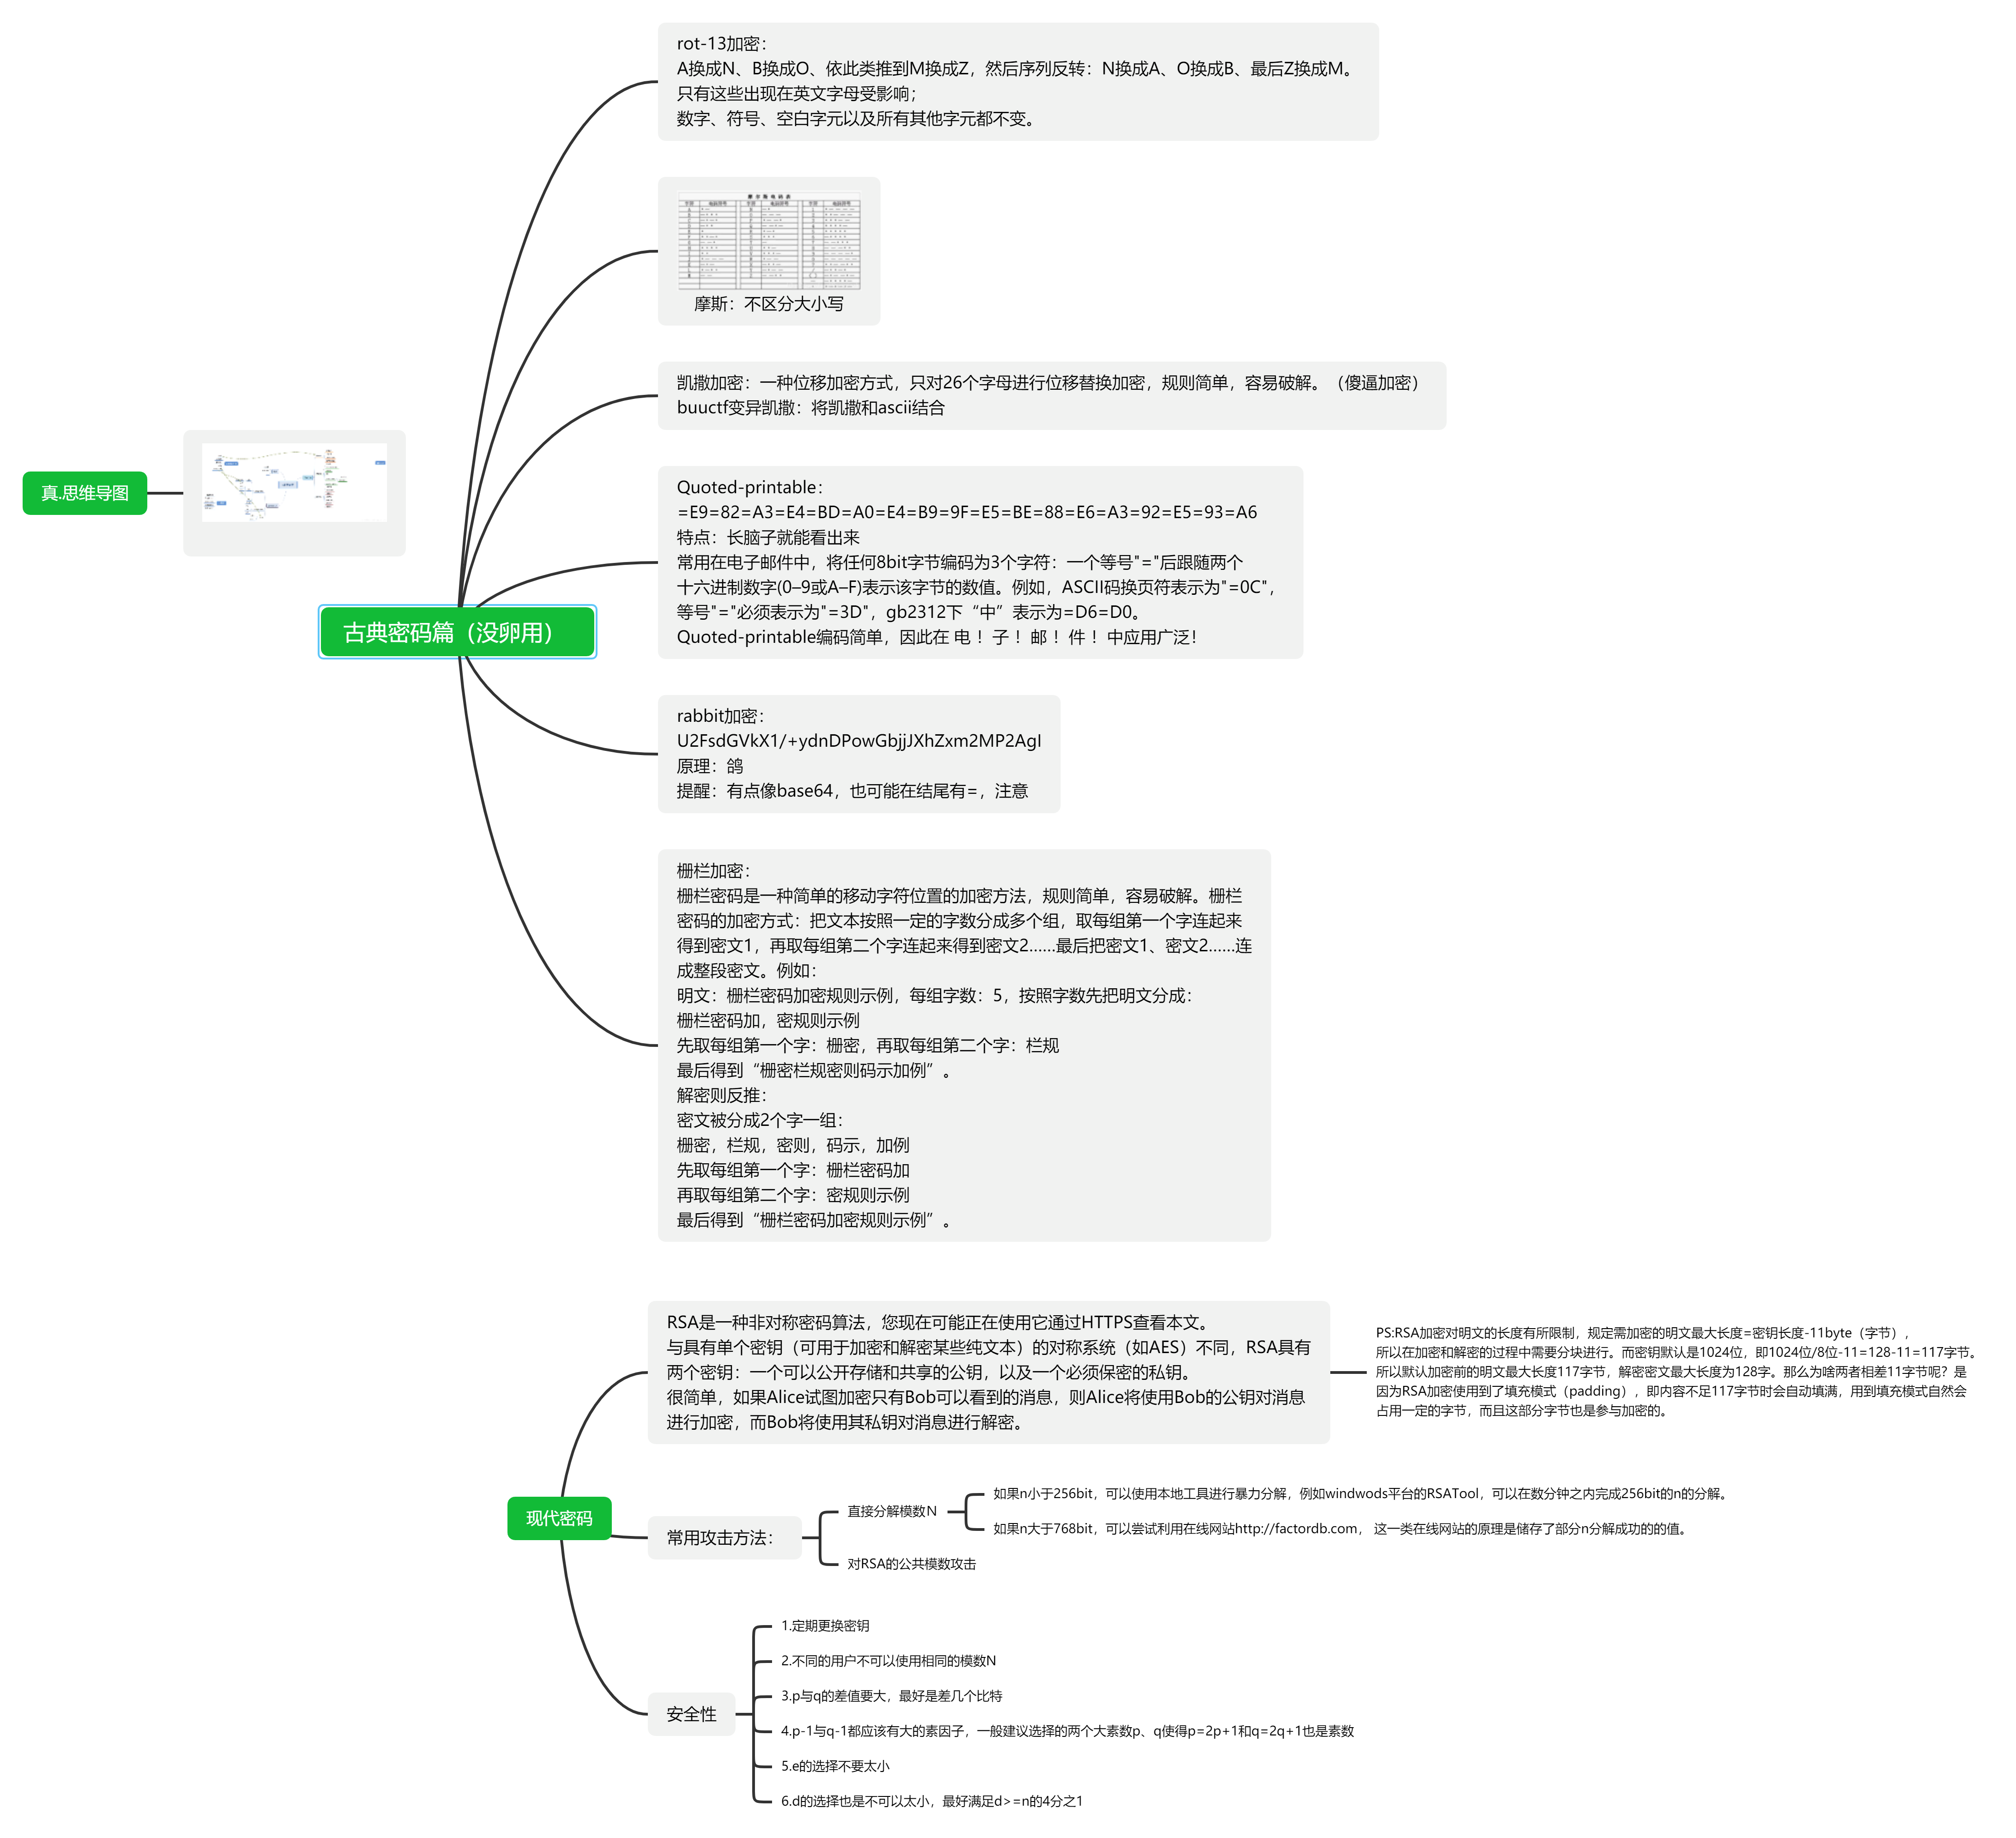 rot-13加密：
A换成N、B换成O、依此类推到M换成Z，然后序列反转：N换成A、O换成B、最后Z换成M。
只有这些出现在英文字母受影响；
数字、符号、空白字元以及所有其他字元都不变。
摩斯：不区分大小写
凯撒加密：一种位移加密方式，只对26个字母进行位移替换加密，规则简单，容易破解。（傻逼加密）
buuctf变异凯撒：将凯撒和ascii结合
真.思维导图
Quoted-printable：
=E9=82=A3=E4=BD=A0=E4=B9=9F=E5=BE=88=E6=A3=92=E5=93=A6
特点：长脑子就能看出来
常用在电子邮件中，将任何8bit字节编码为3个字符：一个等号"="后跟随两个
十六进制数字(0–9或A–F)表示该字节的数值。例如，ASCII码换页符表示为"=0C"，
等号"="必须表示为"=3D"，gb2312下“中”表示为=D6=D0。
Quoted-printable编码简单，因此在 电 ！子 ！邮 ！件 ！中应用广泛！
古典密码篇（没卵用）
rabbit加密：
U2FsdGVkX1/+ydnDPowGbjjJXhZxm2MP2AgI
原理：鸽
提醒：有点像base64，也可能在结尾有=，注意
栅栏加密：
栅栏密码是一种简单的移动字符位置的加密方法，规则简单，容易破解。栅栏
密码的加密方式：把文本按照一定的字数分成多个组，取每组第一个字连起来
得到密文1，再取每组第二个字连起来得到密文2……最后把密文1、密文2……连
成整段密文。例如：
明文：栅栏密码加密规则示例，每组字数：5，按照字数先把明文分成：
栅栏密码加，密规则示例
先取每组第一个字：栅密，再取每组第二个字：栏规
最后得到“栅密栏规密则码示加例”。
解密则反推：
密文被分成2个字一组：
栅密，栏规，密则，码示，加例
先取每组第一个字：栅栏密码加
再取每组第二个字：密规则示例
最后得到“栅栏密码加密规则示例”。
RSA是一种非对称密码算法，您现在可能正在使用它通过HTTPS查看本文。
与具有单个密钥（可用于加密和解密某些纯文本）的对称系统（如AES）不同，RSA具有
两个密钥：一个可以公开存储和共享的公钥，以及一个必须保密的私钥。
很简单，如果Alice试图加密只有Bob可以看到的消息，则Alice将使用Bob的公钥对消息
进行加密，而Bob将使用其私钥对消息进行解密。
PS:RSA加密对明文的长度有所限制，规定需加密的明文最大长度=密钥长度-11byte（字节），
所以在加密和解密的过程中需要分块进行。而密钥默认是1024位，即1024位/8位-11=128-11=117字节。
所以默认加密前的明文最大长度117字节，解密密文最大长度为128字。那么为啥两者相差11字节呢？是
因为RSA加密使用到了填充模式（padding），即内容不足117字节时会自动填满，用到填充模式自然会
占用一定的字节，而且这部分字节也是参与加密的。
现代密码
常用攻击方法：
直接分解模数N
如果n小于256bit，可以使用本地工具进行暴力分解，例如windwods平台的RSATool，可以在数分钟之内完成256bit的n的分解。
如果n大于768bit，可以尝试利用在线网站http://factordb.com， 这一类在线网站的原理是储存了部分n分解成功的的值。
对RSA的公共模数攻击
安全性
1.定期更换密钥
2.不同的用户不可以使用相同的模数N
3.p与q的差值要大，最好是差几个比特
4.p-1与q-1都应该有大的素因子，一般建议选择的两个大素数p、q使得p=2p+1和q=2q+1也是素数
5.e的选择不要太小
6.d的选择也是不可以太小，最好满足d>=n的4分之1